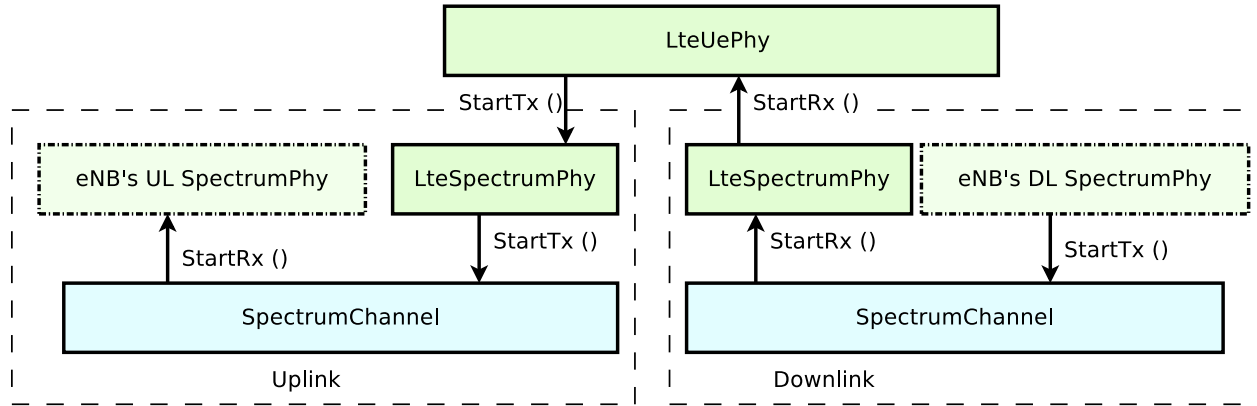 LteUePhy
StartTx ()
StartRx ()
eNB's UL SpectrumPhy
LteSpectrumPhy
LteSpectrumPhy
eNB's DL SpectrumPhy
StartRx ()
StartTx ()
StartRx ()
StartTx ()
SpectrumChannel
SpectrumChannel
Uplink
Downlink